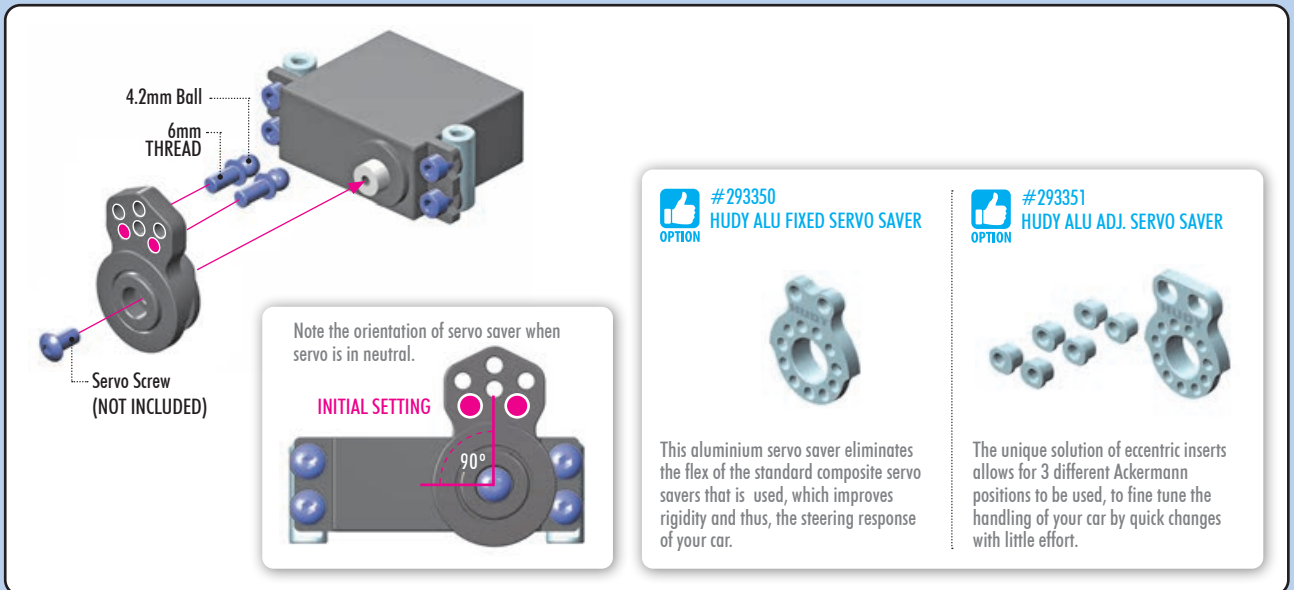 4.2mm Ball
6mm
THREAD
Servo Screw
(NOT INCLUDED)
Note the orientation of servo saver when
servo is in neutral.
INITIAL SETTING
90º
OPTION
#293350
HUDY ALU FIXED SERVO SAVER
HUDY
This aluminium servo saver eliminates
the flex of the standard composite servo
savers that is used, which improves
rigidity and thus, the steering response
of your car.
OPTION
#293351
HUDY ALU ADJ. SERVO SAVER
HUDY
The unique solution of eccentric inserts
allows for 3 different Ackermann
positions to be used, to fine tune the
handling of your car by quick changes
with little effort.